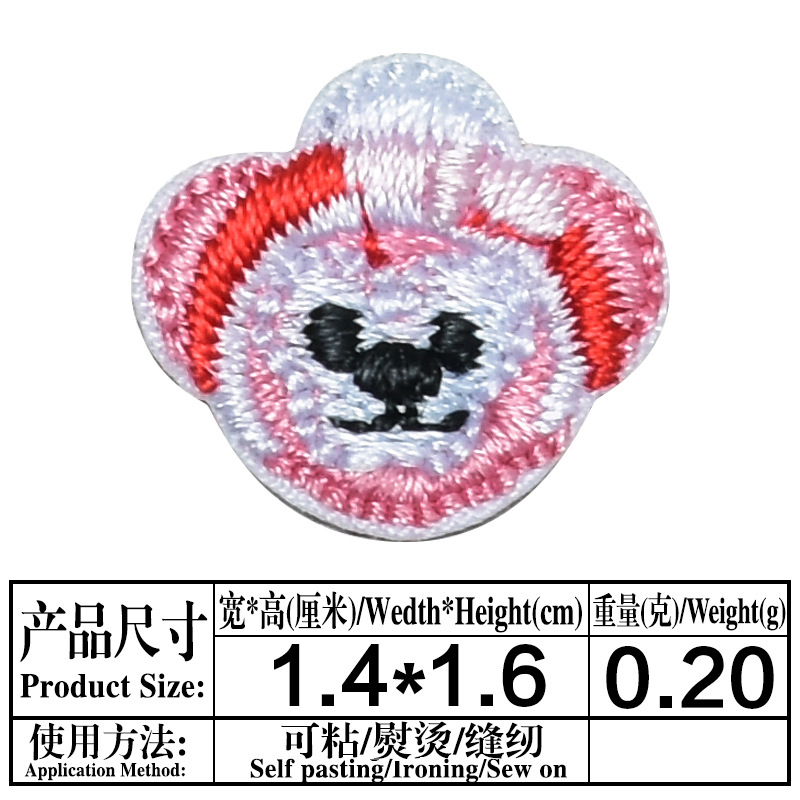 产品尺寸
Product Size:
宽*高(厘米)/Wedth*Height(cm)
重量(克)/Weight(g)
1.4*1.6
0.20
使用方法:
Application Method:
可粘/熨烫/缝纫
Self pasting/Ironing/Sew on